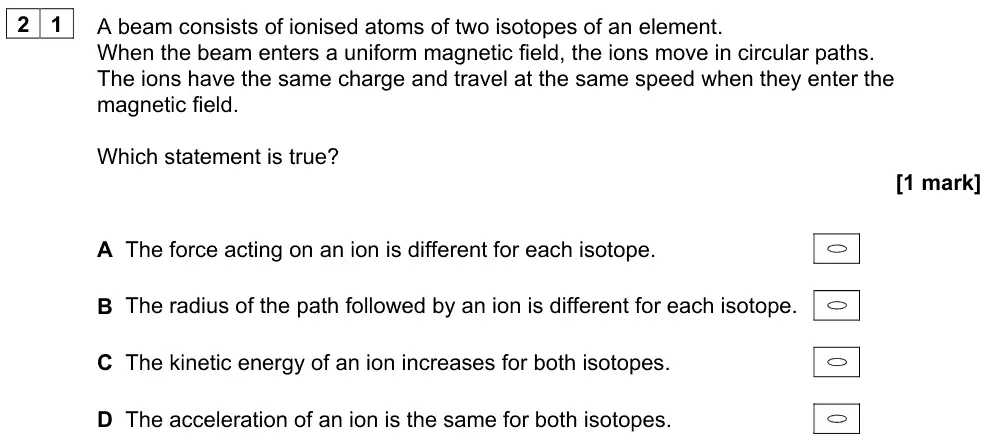 2 1 A beam consists of ionised atoms of two isotopes of an element.
When the beam enters a uniform magnetic field, the ions move in circular paths.
The ions have the same charge and travel at the same speed when they enter the
magnetic field.
Which statement is true?
[1 mark]
A The force acting on an ion is different for each isotope.
B The radius of the path followed by an ion is different for each isotope.
C The kinetic energy of an ion increases for both isotopes.
D The acceleration of an ion is the same for both isotopes.